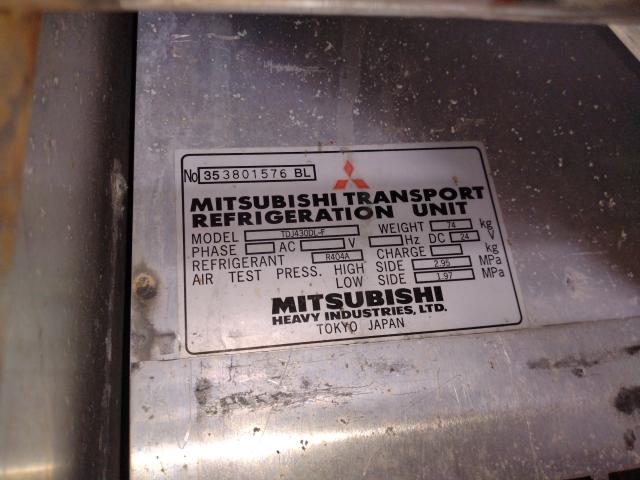 No 353801576 BL
MITSUBISHI TRANSPORT
REFRIGERATION UNIT
MODEL TDJ430DL-F WEIGHT 74 kg
PHASE AC V Hz DC 24 V
REFRIGERANT R404A CHARGE kg
AIR TEST PRESS. HIGH SIDE 2.95 MPa
LOW SIDE 1.97 MPa
MITSUBISHI
HEAVY INDUSTRIES, LTD.
TOKYO JAPAN